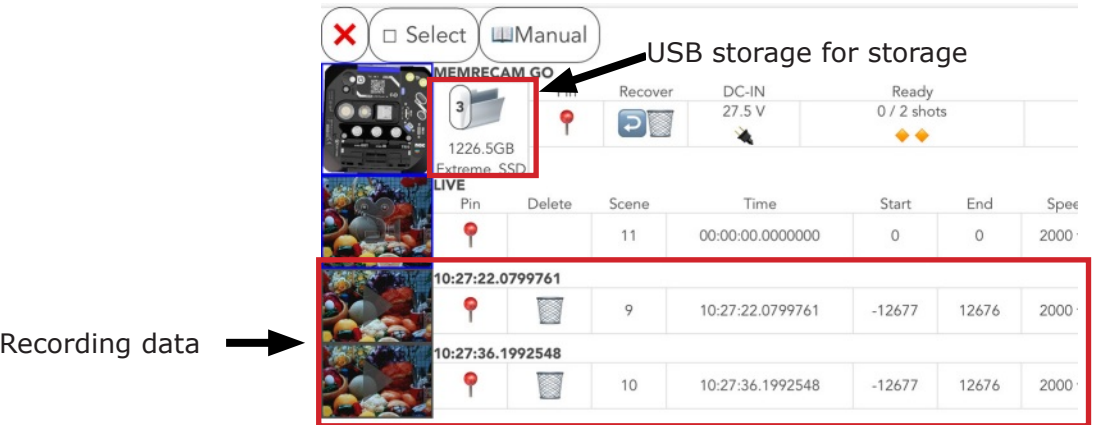 Select
Manual
USB storage for storage
MEMRECAM GO
Pin Recover DC-IN Ready
3 27.5 V 0 / 2 shots
1226.5GB
Extreme SSD
LIVE
Pin Delete Scene Time Start End Spee
11 00:00:00.0000000 0 0 2000
10:27:22.0799761
9 10:27:22.0799761 -12677 12676 2000
Recording data
10:27:36.1992548
10 10:27:36.1992548 -12677 12676 2000